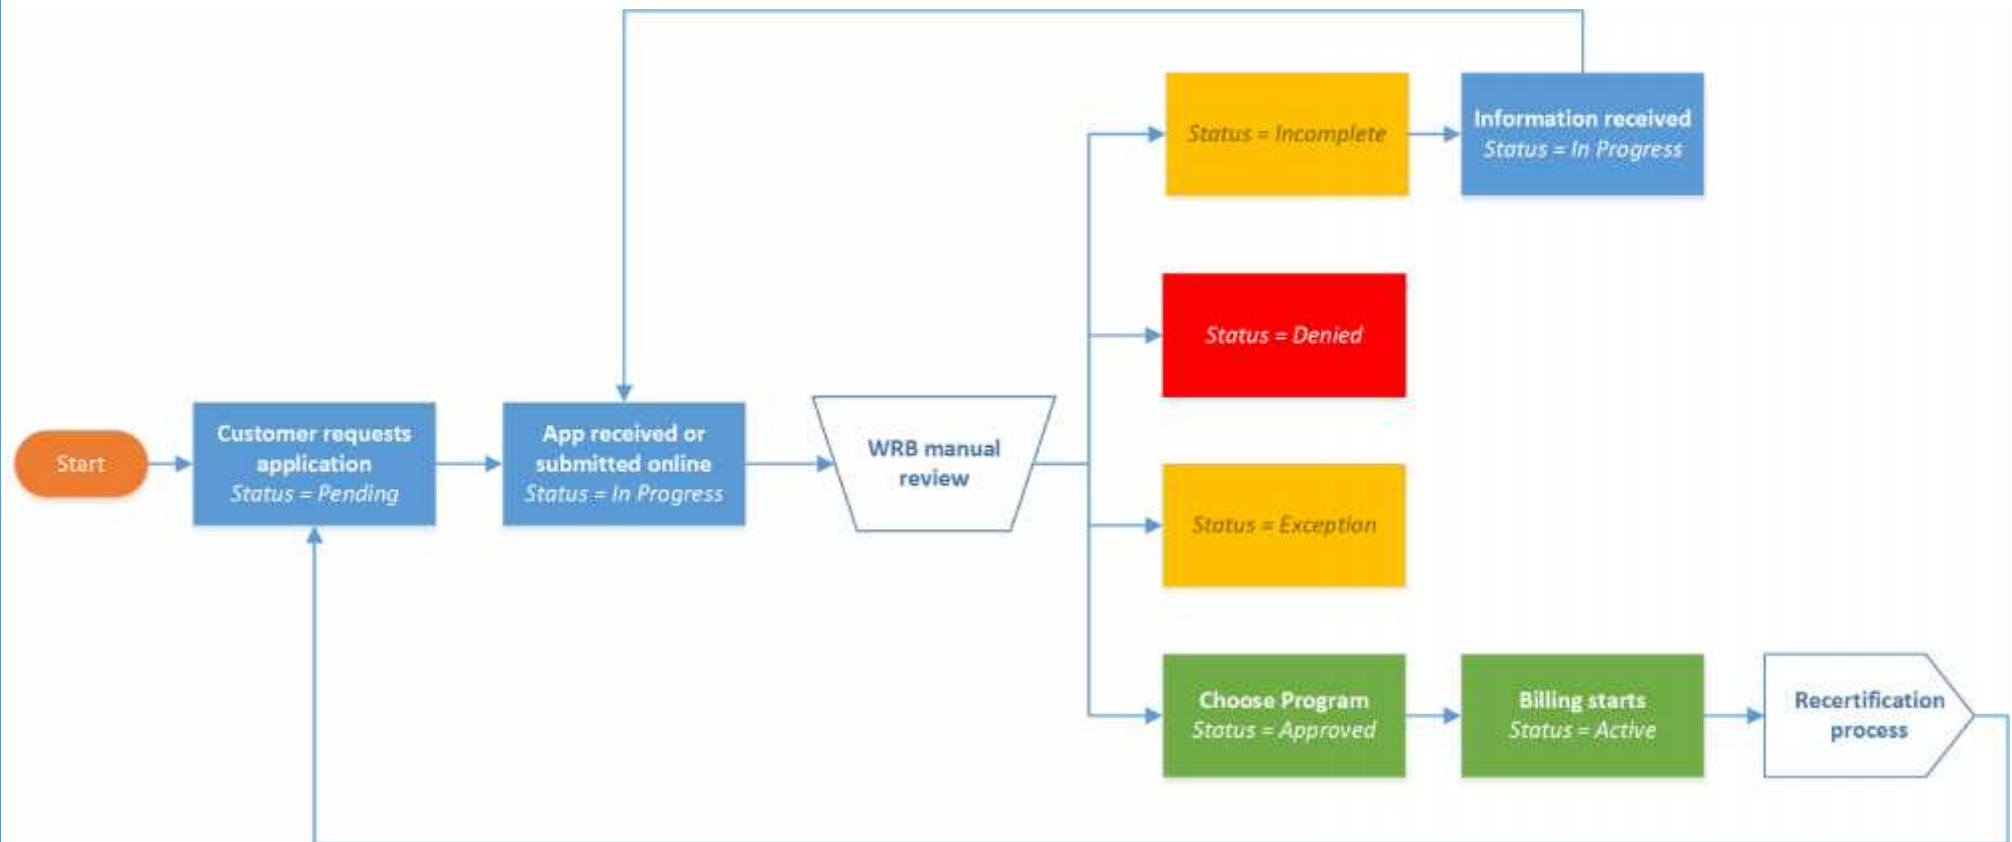 Start
Customer requests
application
Status = Pending
App received or
submitted online
Status = In Progress
WRB manual
review
Status = Incomplete
Information received
Status = In Progress
Status = Denied
Status = Exception
Choose Program
Status = Approved
Billing starts
Status = Active
Recertification
process